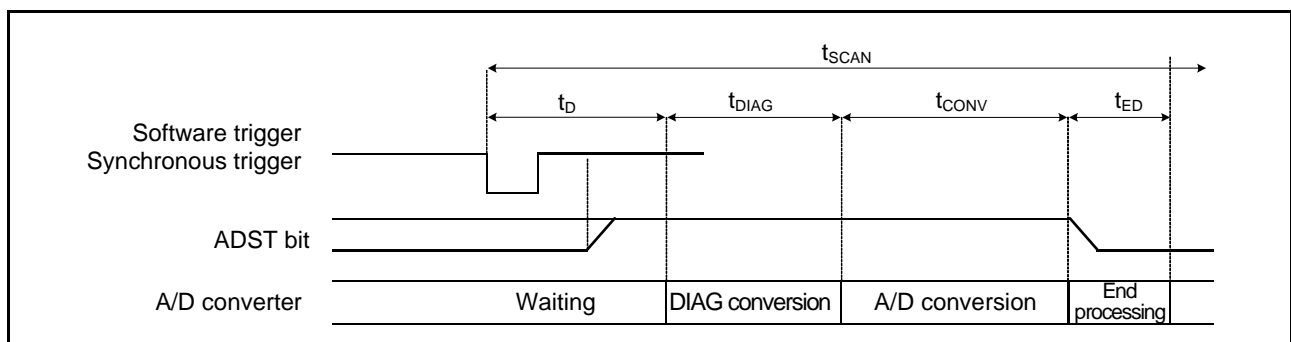 tSCAN
tD tDIAG tCONV tED
Software trigger
Synchronous trigger
ADST bit
A/D converter Waiting DIAG conversion A/D conversion End processing